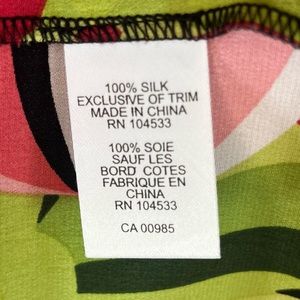 100% SILK
EXCLUSIVE OF TRIM
MADE IN CHINA
RN 104533
100% SOIE
SAUF LES
BORD COTES
FABRIQUE EN
CHINA
RN 104533
CA 00985